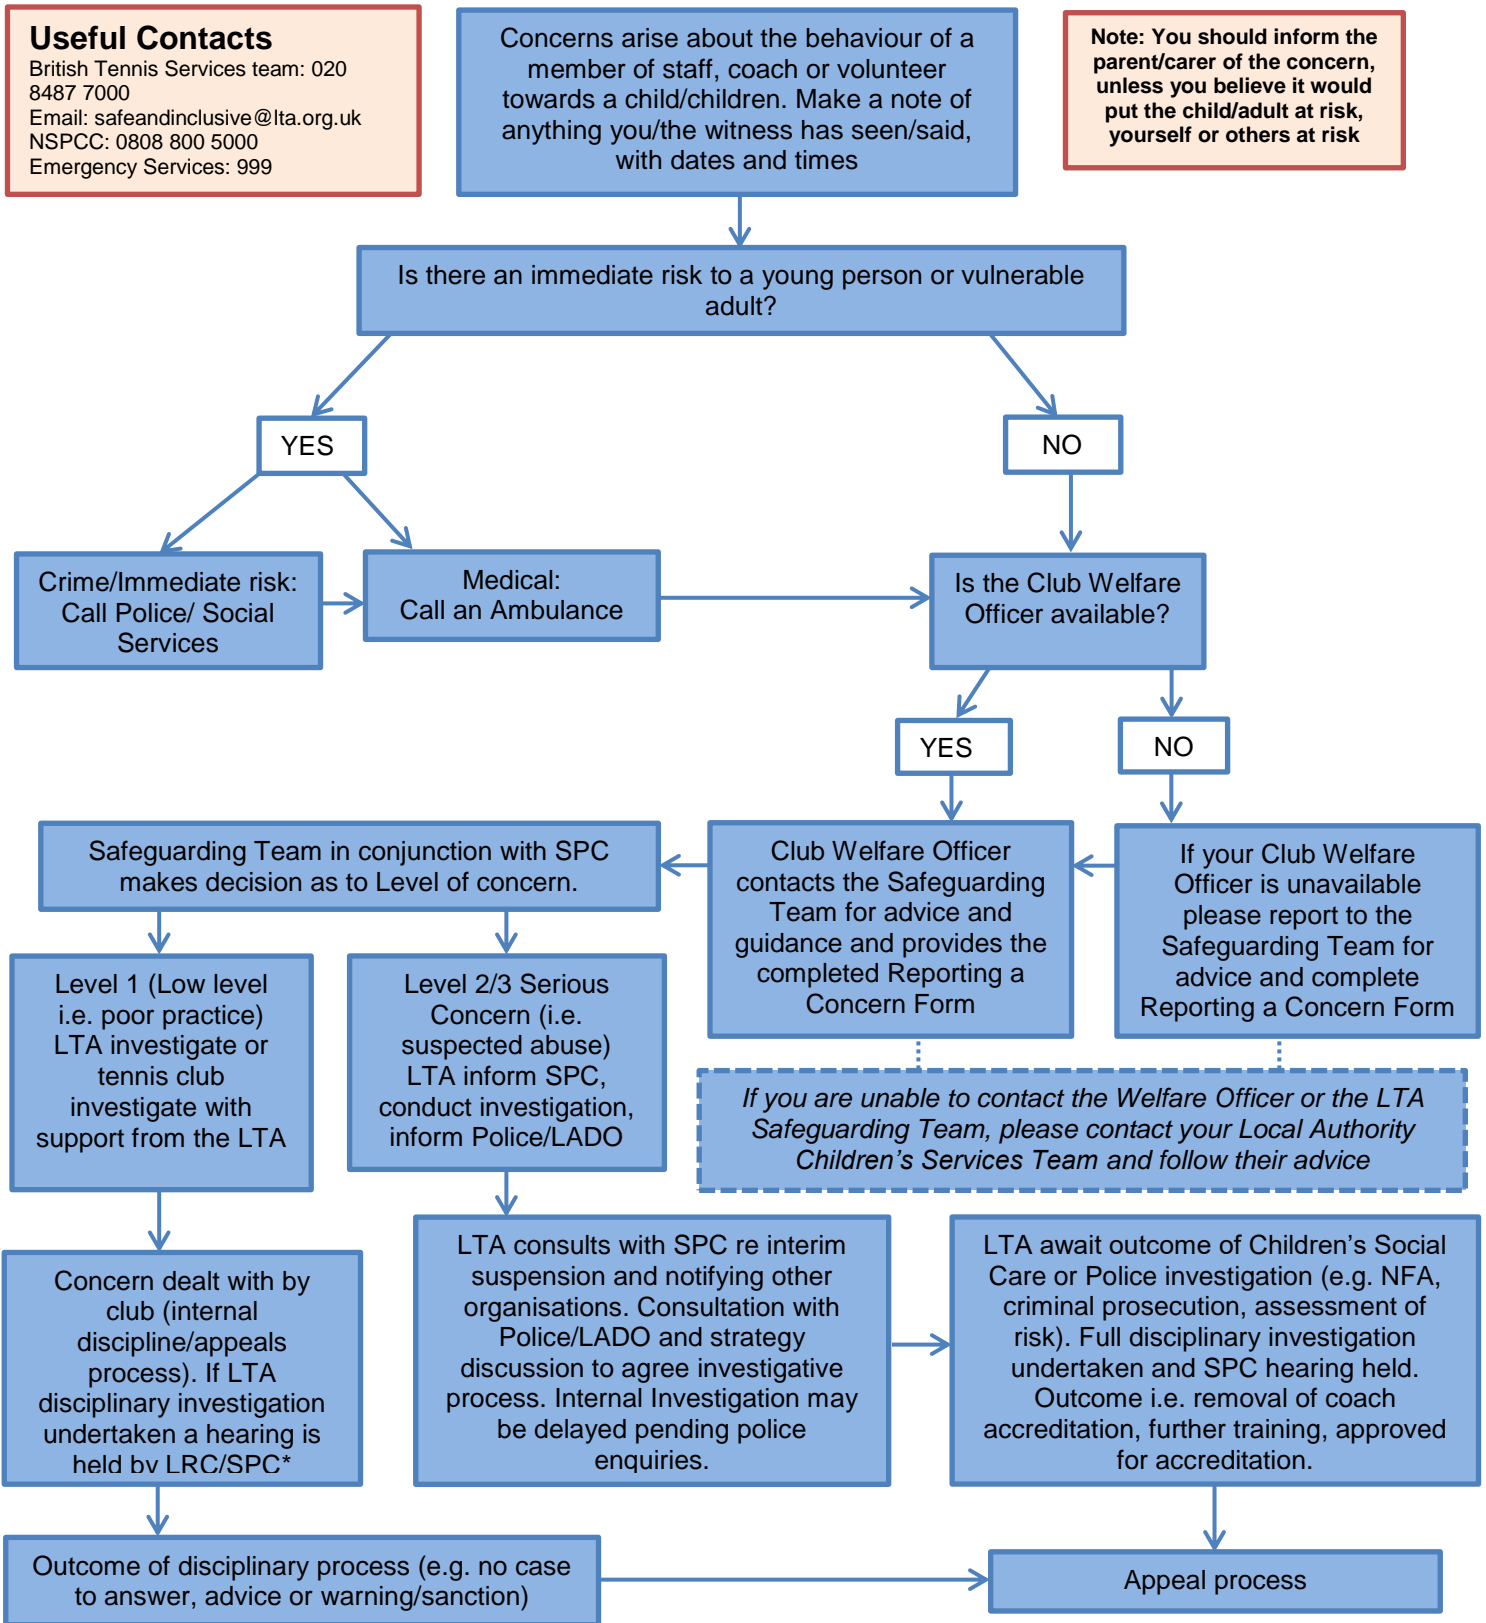 Useful Contacts
British Tennis Services team: 020
8487 7000
Email: safeandinclusive@lta.org.uk
NSPCC: 0808 800 5000
Emergency Services: 999
Concerns arise about the behaviour of a
member of staff, coach or volunteer
towards a child/children. Make a note of
anything you/the witness has seen/said,
with dates and times
Note: You should inform the
parent/carer of the concern,
unless you believe it would
put the child/adult at risk,
yourself or others at risk
Is there an immediate risk to a young person or vulnerable
adult?
YES
NO
Crime/Immediate risk:
Call Police/ Social
Services
Medical:
Call an Ambulance
Is the Club Welfare
Officer available?
YES
NO
Safeguarding Team in conjunction with SPC
makes decision as to Level of concern.
Club Welfare Officer
contacts the Safeguarding
Team for advice and
guidance and provides the
completed Reporting a
Concern Form
If your Club Welfare
Officer is unavailable
please report to the
Safeguarding Team for
advice and complete
Reporting a Concern Form
Level 1 (Low level
i.e. poor practice)
LTA investigate or
tennis club
investigate with
support from the LTA
Level 2/3 Serious
Concern (i.e.
suspected abuse)
LTA inform SPC,
conduct investigation,
inform Police/LADO
If you are unable to contact the Welfare Officer or the LTA
Safeguarding Team, please contact your Local Authority
Children's Services Team and follow their advice
Concern dealt with by
club (internal
discipline/appeals
process). If LTA
disciplinary investigation
undertaken a hearing is
held by LRC/SPC*
LTA consults with SPC re interim
suspension and notifying other
organisations. Consultation with
Police/LADO and strategy
discussion to agree investigative
process. Internal Investigation may
be delayed pending police
enquiries.
LTA await outcome of Children's Social
Care or Police investigation (e.g. NFA,
criminal prosecution, assessment of
risk). Full disciplinary investigation
undertaken and SPC hearing held.
Outcome i.e. removal of coach
accreditation, further training, approved
for accreditation.
Outcome of disciplinary process (e.g. no case
to answer, advice or warning/sanction)
Appeal process